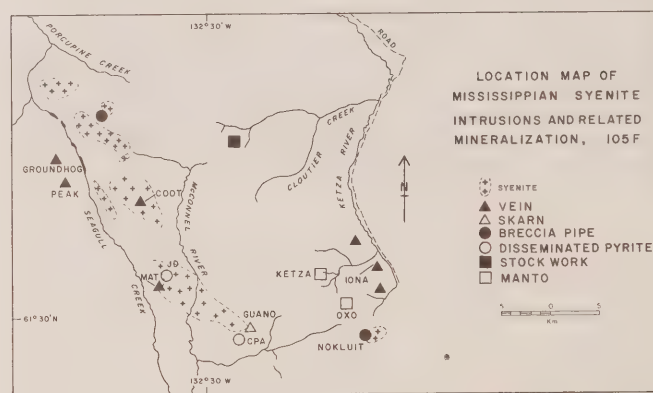 132° 30' W
PORCUPINE CREEK
ROAD
LOCATION MAP OF
MISSISSIPPIAN SYENITE
INTRUSIONS AND RELATED
MINERALIZATION, 105F
CLOUTIER CREEK
KETZA RIVER
N
GROUNDHOG
PEAK
COOT
McCONNEL RIVER
SEAGULL CREEK
SYENITE
VEIN
SKARN
BRECCIA PIPE
DISSEMINATED PYRITE
STOCK WORK
MANTO
JD
MAT
KETZA
IONA
OXO
GUANO
CPA
NOKLUIT
61° 30' N
5 0 5
Km
132° 30 W